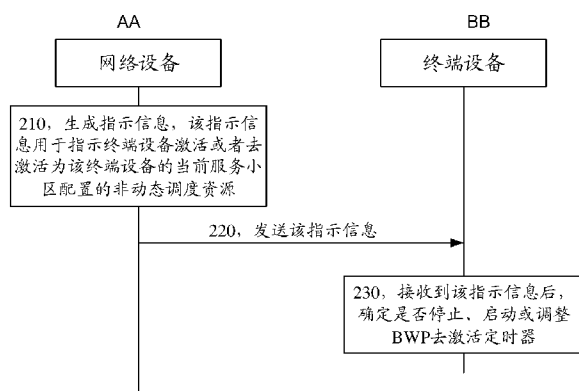 AA
BB
网络设备
终端设备
210，生成指示信息，该指示信
息用于指示终端设备激活或者去
激活为该终端设备的当前服务小
区配置的非动态调度资源
220，发送该指示信息
230，接收到该指示信息后，
确定是否停止、启动或调整
BWP去激活定时器